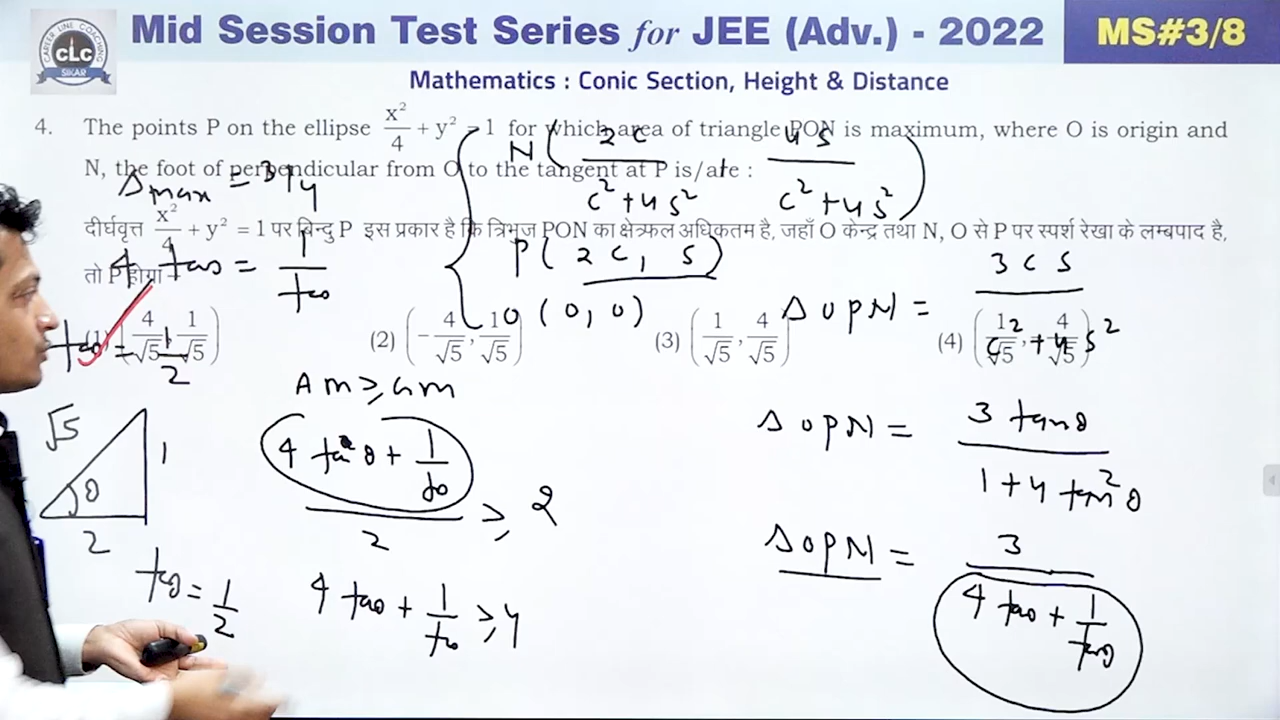 Mid Session Test Series for JEE (Adv.) - 2022
MS#3/8
CAREER LINE COACHING
CLC
SIKAR
Mathematics : Conic Section, Height & Distance
4. The points P on the ellipse x²/4 + y² = 1 for which area of triangle PON is maximum, where O is origin and
N, the foot of perpendicular from O to the tangent at P is/are :
दीर्घवृत्त x²/4 + y² = 1 पर बिन्दु P इस प्रकार है कि त्रिभुज PON का क्षेत्रफल अधिकतम है, जहाँ O केन्द्र तथा N, O से P पर स्पर्श रेखा के लम्बपाद है,
तो P होगा
(1) (4/√5, 1/√5) (2) (-4/√5, 1/√5) (3) (1/√5, 4/√5) (4) (1/√5, 4/√5)
N (2c/(c²+4s²), 4s/(c²+4s²))
P (2c, s)
O (0, 0)
Δmax = 3/4
4 tanθ = 1/tanθ
tanθ = 1/2
√5
1
θ
2
tanθ = 1/2
Am ≥ Gm
(4 tanθ + 1/tanθ)/2 ≥ 2
4 tanθ + 1/tanθ ≥ 4
ΔOPN = 3cs/(c²+4s²)
ΔOPN = 3 tanθ/(1+4 tan²θ)
ΔOPN = 3/(4 tanθ + 1/tanθ)